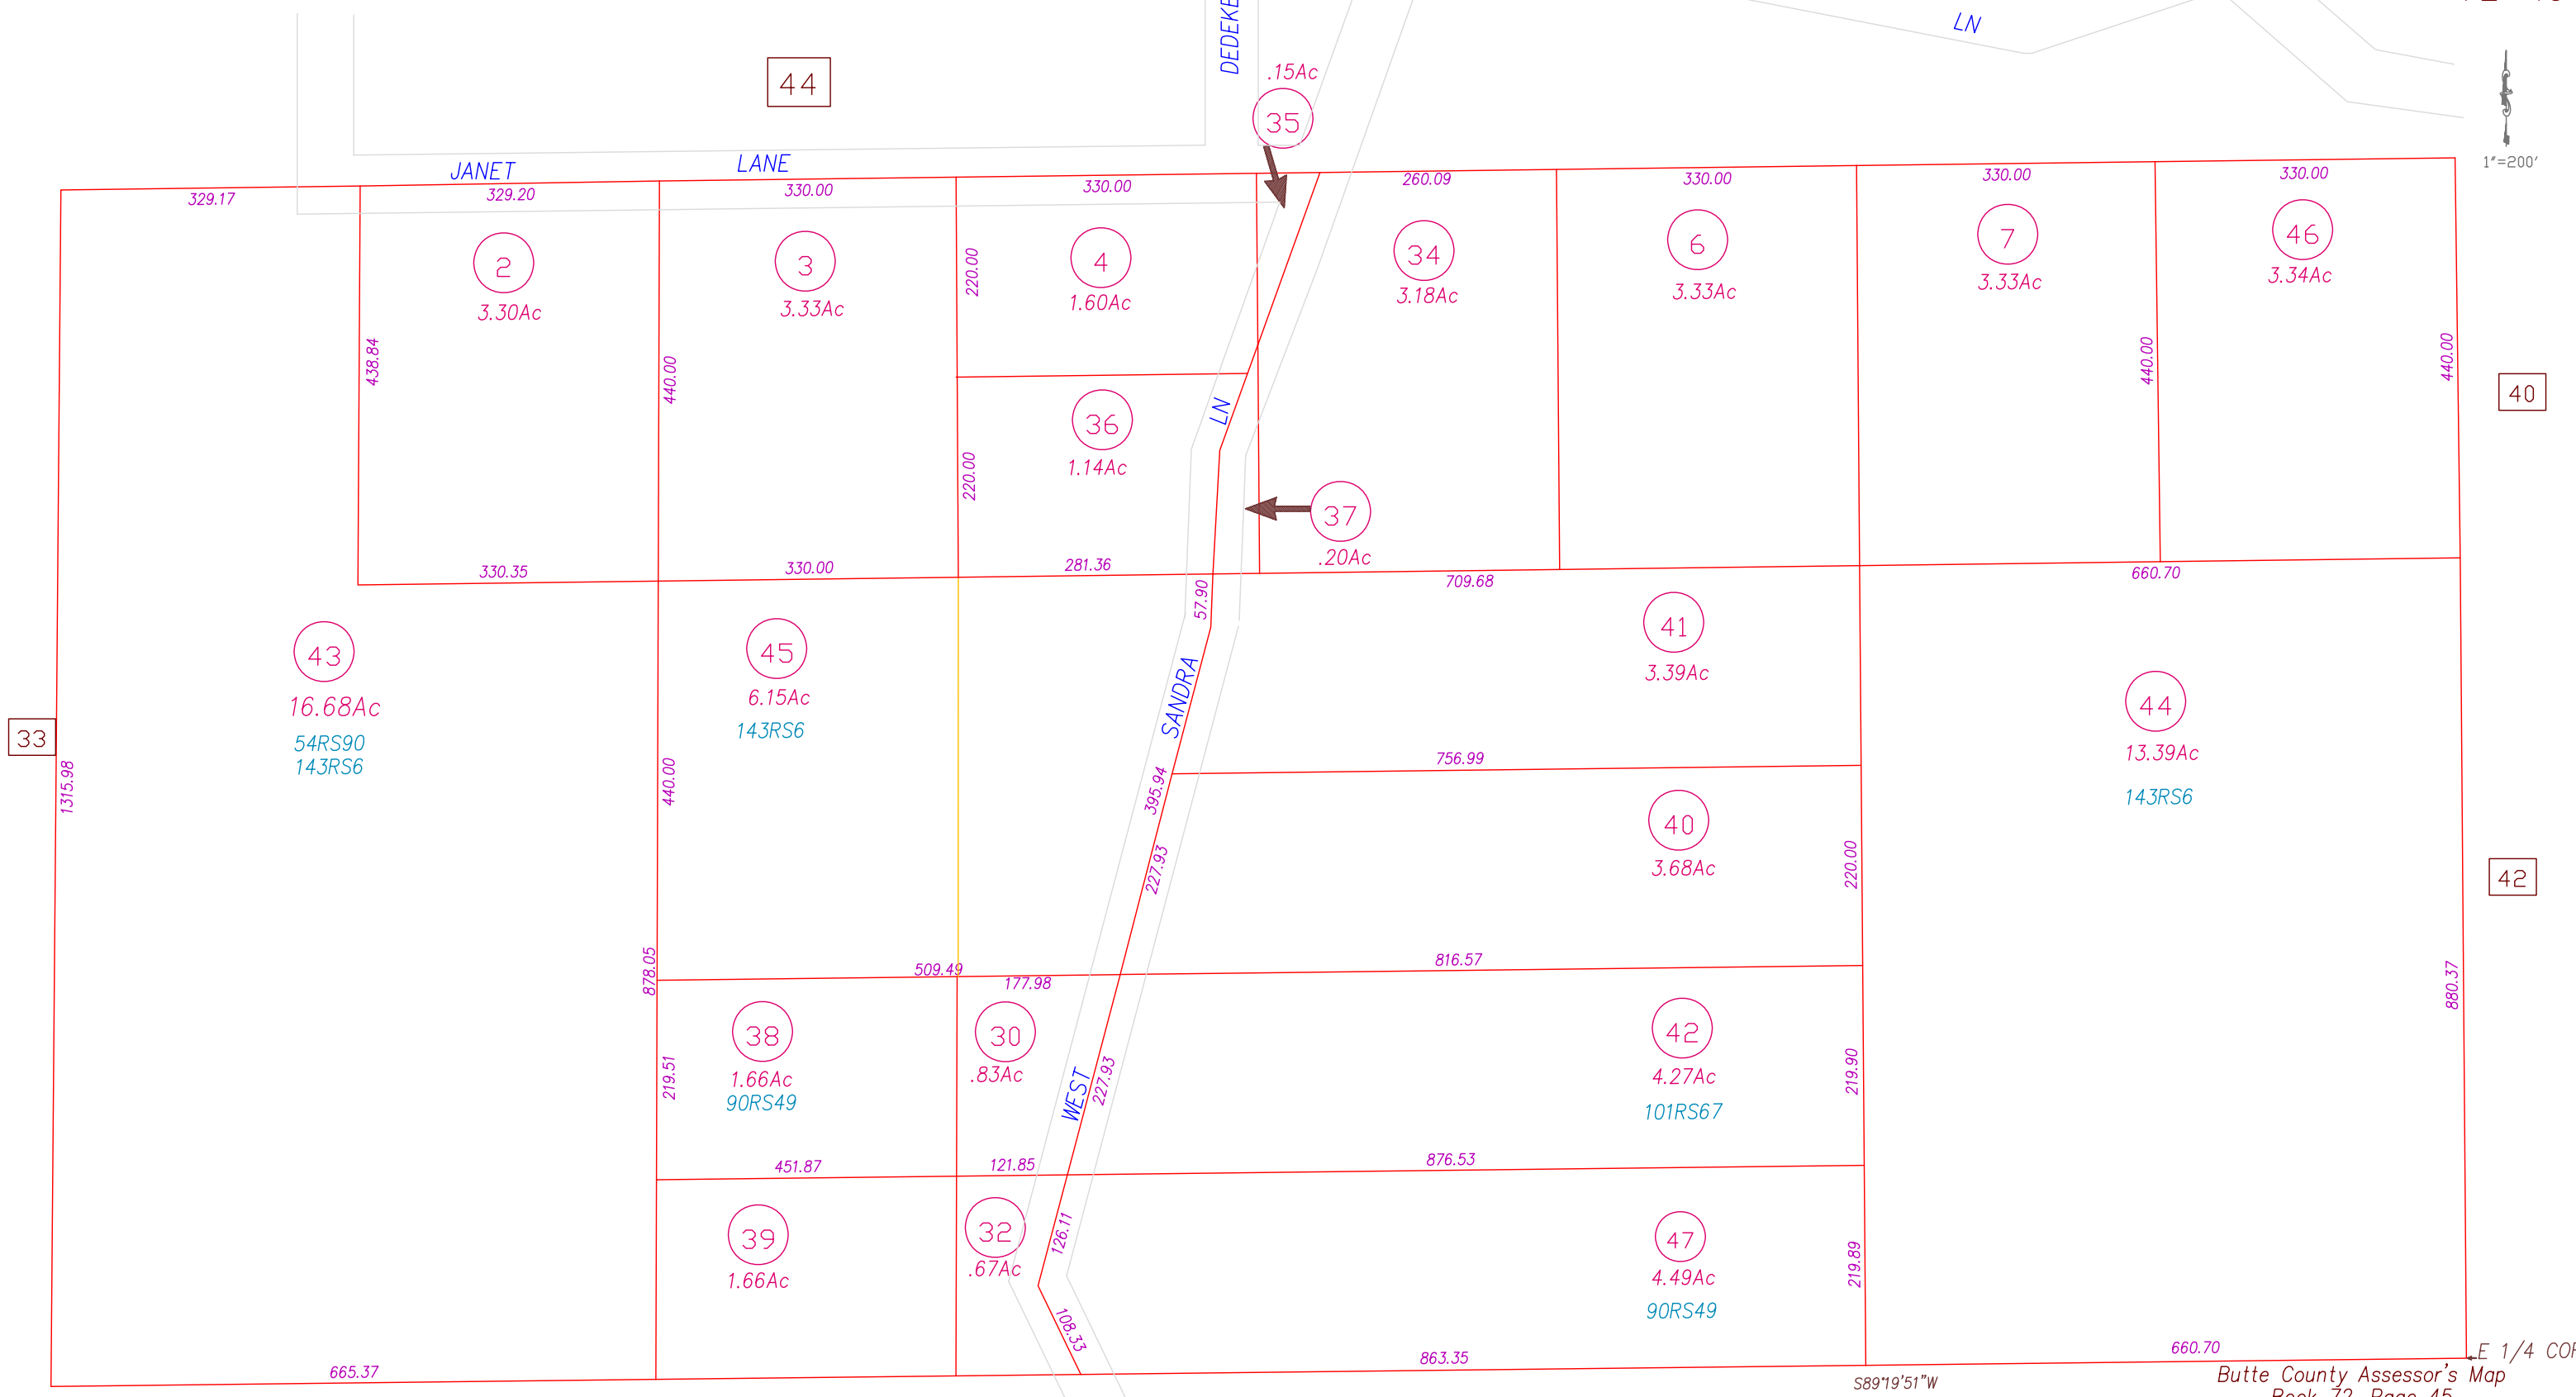 DEDEKE
LN
44
.15Ac
35
1"=200'
JANET LANE
329.17
329.20
330.00
330.00
260.09
330.00
330.00
330.00
2
3.30Ac
3
3.33Ac
220.00
4
1.60Ac
34
3.18Ac
6
3.33Ac
7
3.33Ac
46
3.34Ac
438.84
440.00
440.00
440.00
40
LN
36
1.14Ac
220.00
37
.20Ac
330.35
330.00
281.36
57.90
709.68
660.70
43
16.68Ac
54RS90
143RS6
45
6.15Ac
143RS6
SANDRA
41
3.39Ac
44
13.39Ac
143RS6
33
1315.98
440.00
395.94
756.99
227.93
40
3.68Ac
220.00
42
878.05
509.49
177.98
816.57
880.37
38
1.66Ac
90RS49
219.51
30
.83Ac
WEST
227.93
42
4.27Ac
101RS67
219.90
451.87
121.85
876.53
39
1.66Ac
32
.67Ac
126.11
108.33
47
4.49Ac
90RS49
219.89
665.37
863.35
660.70
S89°19'51"W
E 1/4 COR
Butte County Assessor's Map
Book 72, Page 45